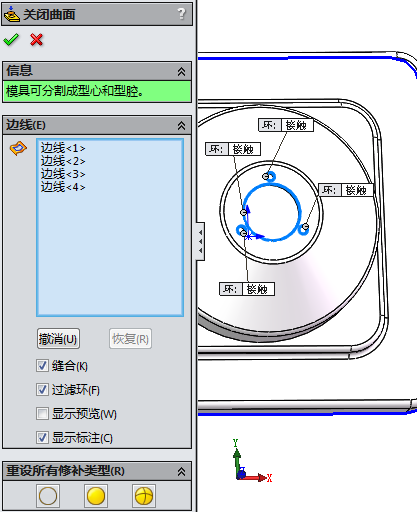 关闭曲面
?
信息
模具可分割成型心和型腔。
边线(E)
边线<1>
边线<2>
边线<3>
边线<4>
撤消(U)
恢复(R)
缝合(K)
过滤环(F)
显示预览(W)
显示标注(C)
重设所有修补类型(R)
环: 接触
环: 接触
环: 接触
环: 接触
Y
X